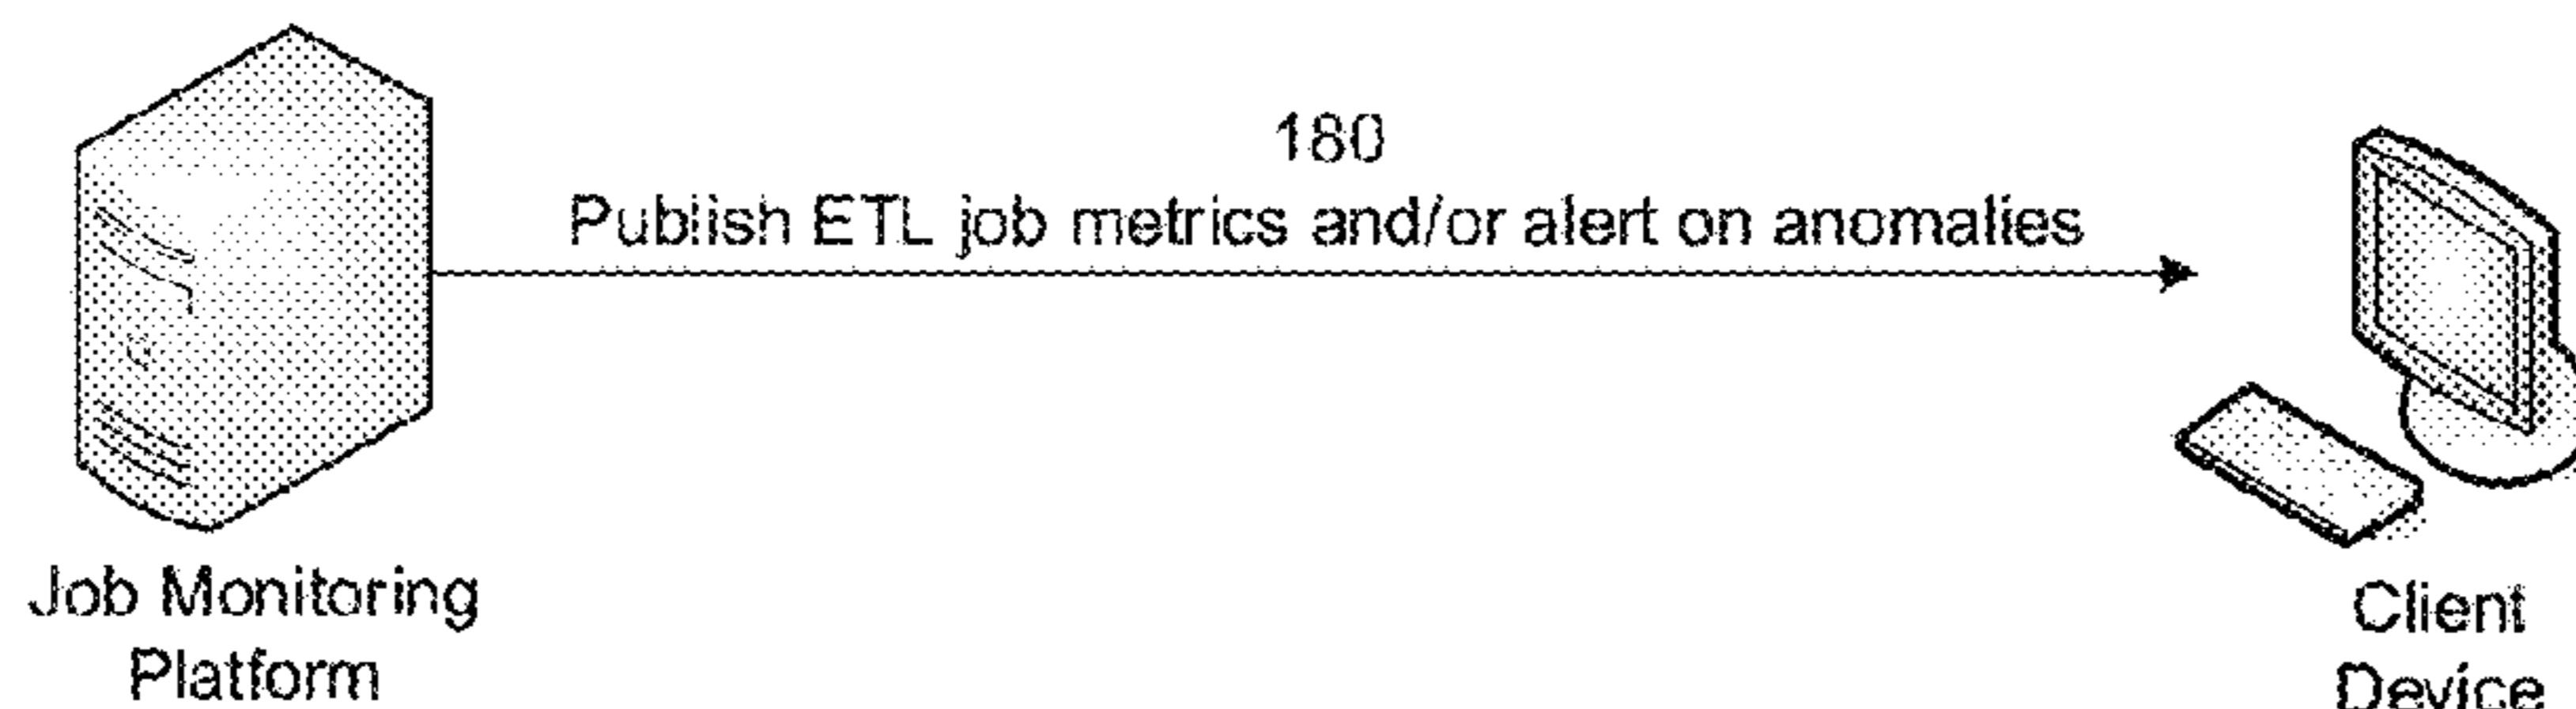 180
Publish ETL job metrics and/or alert on anomalies
Job Monitoring
Platform
Client
Device